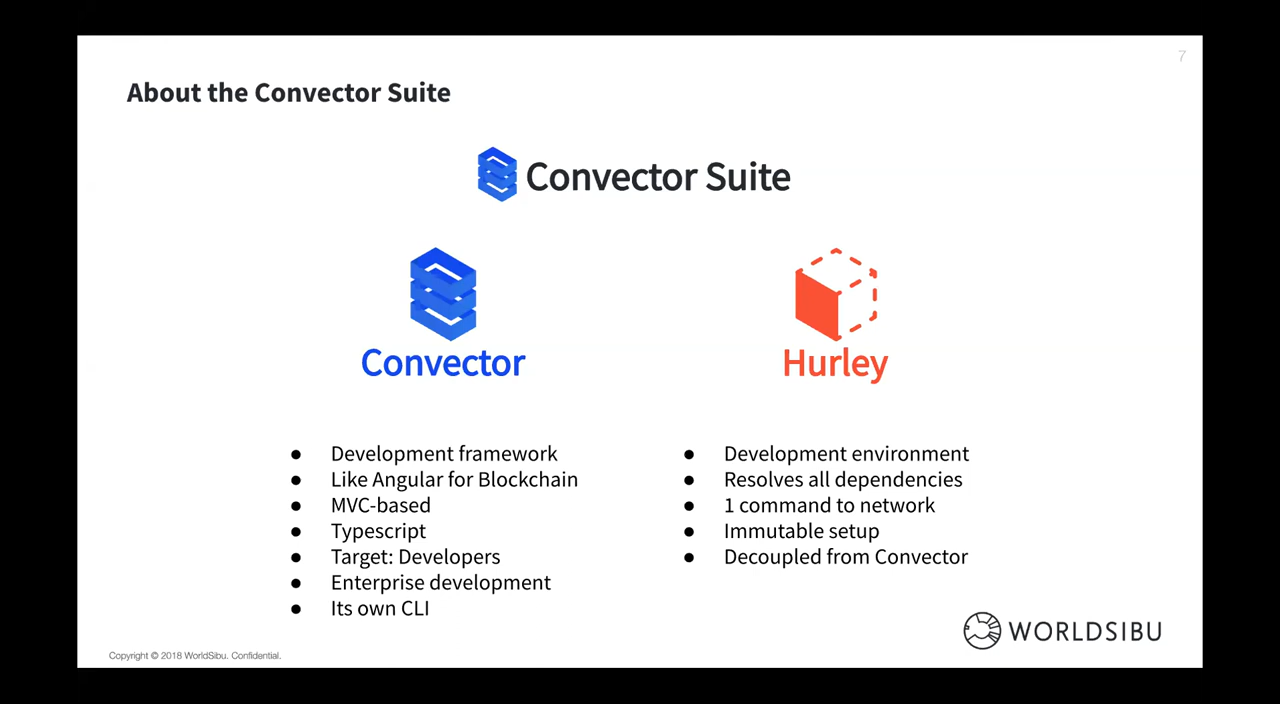 7
About the Convector Suite
Convector Suite
Convector
Hurley
● Development framework
● Like Angular for Blockchain
● MVC-based
● Typescript
● Target: Developers
● Enterprise development
● Its own CLI
● Development environment
● Resolves all dependencies
● 1 command to network
● Immutable setup
● Decoupled from Convector
WORLDSIBU
Copyright © 2018 WorldSibu. Confidential.